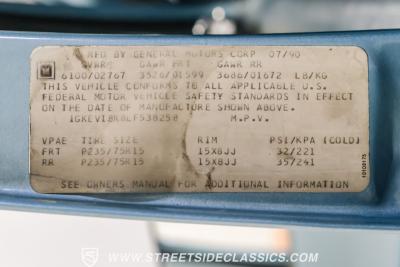 MFD BY GENERAL MOTORS CORP 07/90
GVWR GAWR FRT GAWR RR
6100/02767 3526/01599 3686/01672 LB/KG
THIS VEHICLE CONFORMS TO ALL APPLICABLE U.S.
FEDERAL MOTOR VEHICLE SAFETY STANDARDS IN EFFECT
ON THE DATE OF MANUFACTURE SHOWN ABOVE.
1GKEV18K0LF538250 M.P.V.
VPAE TIRE SIZE RIM PSI/KPA (COLD)
FRT P235/75R15 15X8JJ 32/221
RR P235/75R15 15X8JJ 35/241
SEE OWNERS MANUAL FOR ADDITIONAL INFORMATION
WWW.STREETSIDECLASSICS.COM